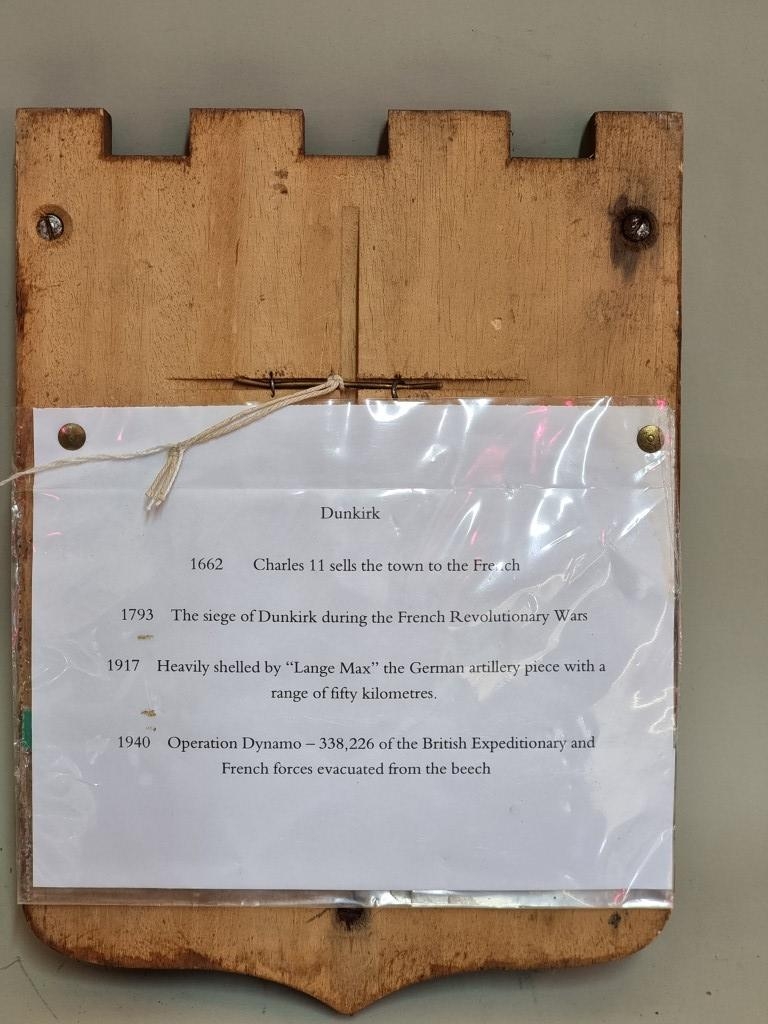 Dunkirk
1662 Charles 11 sells the town to the French
1793 The siege of Dunkirk during the French Revolutionary Wars
1917 Heavily shelled by “Lange Max” the German artillery piece with a
range of fifty kilometres.
1940 Operation Dynamo – 338,226 of the British Expeditionary and
French forces evacuated from the beech